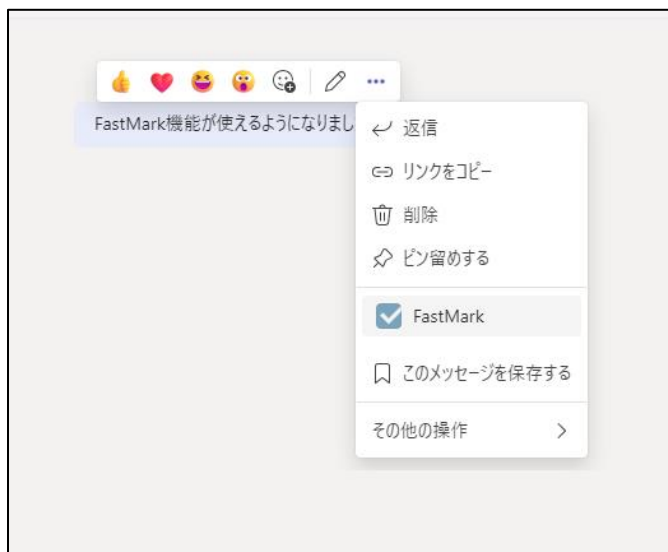 FastMark機能が使えるようになりまし
返信
リンクをコピー
削除
ピン留めする
FastMark
このメッセージを保存する
その他の操作